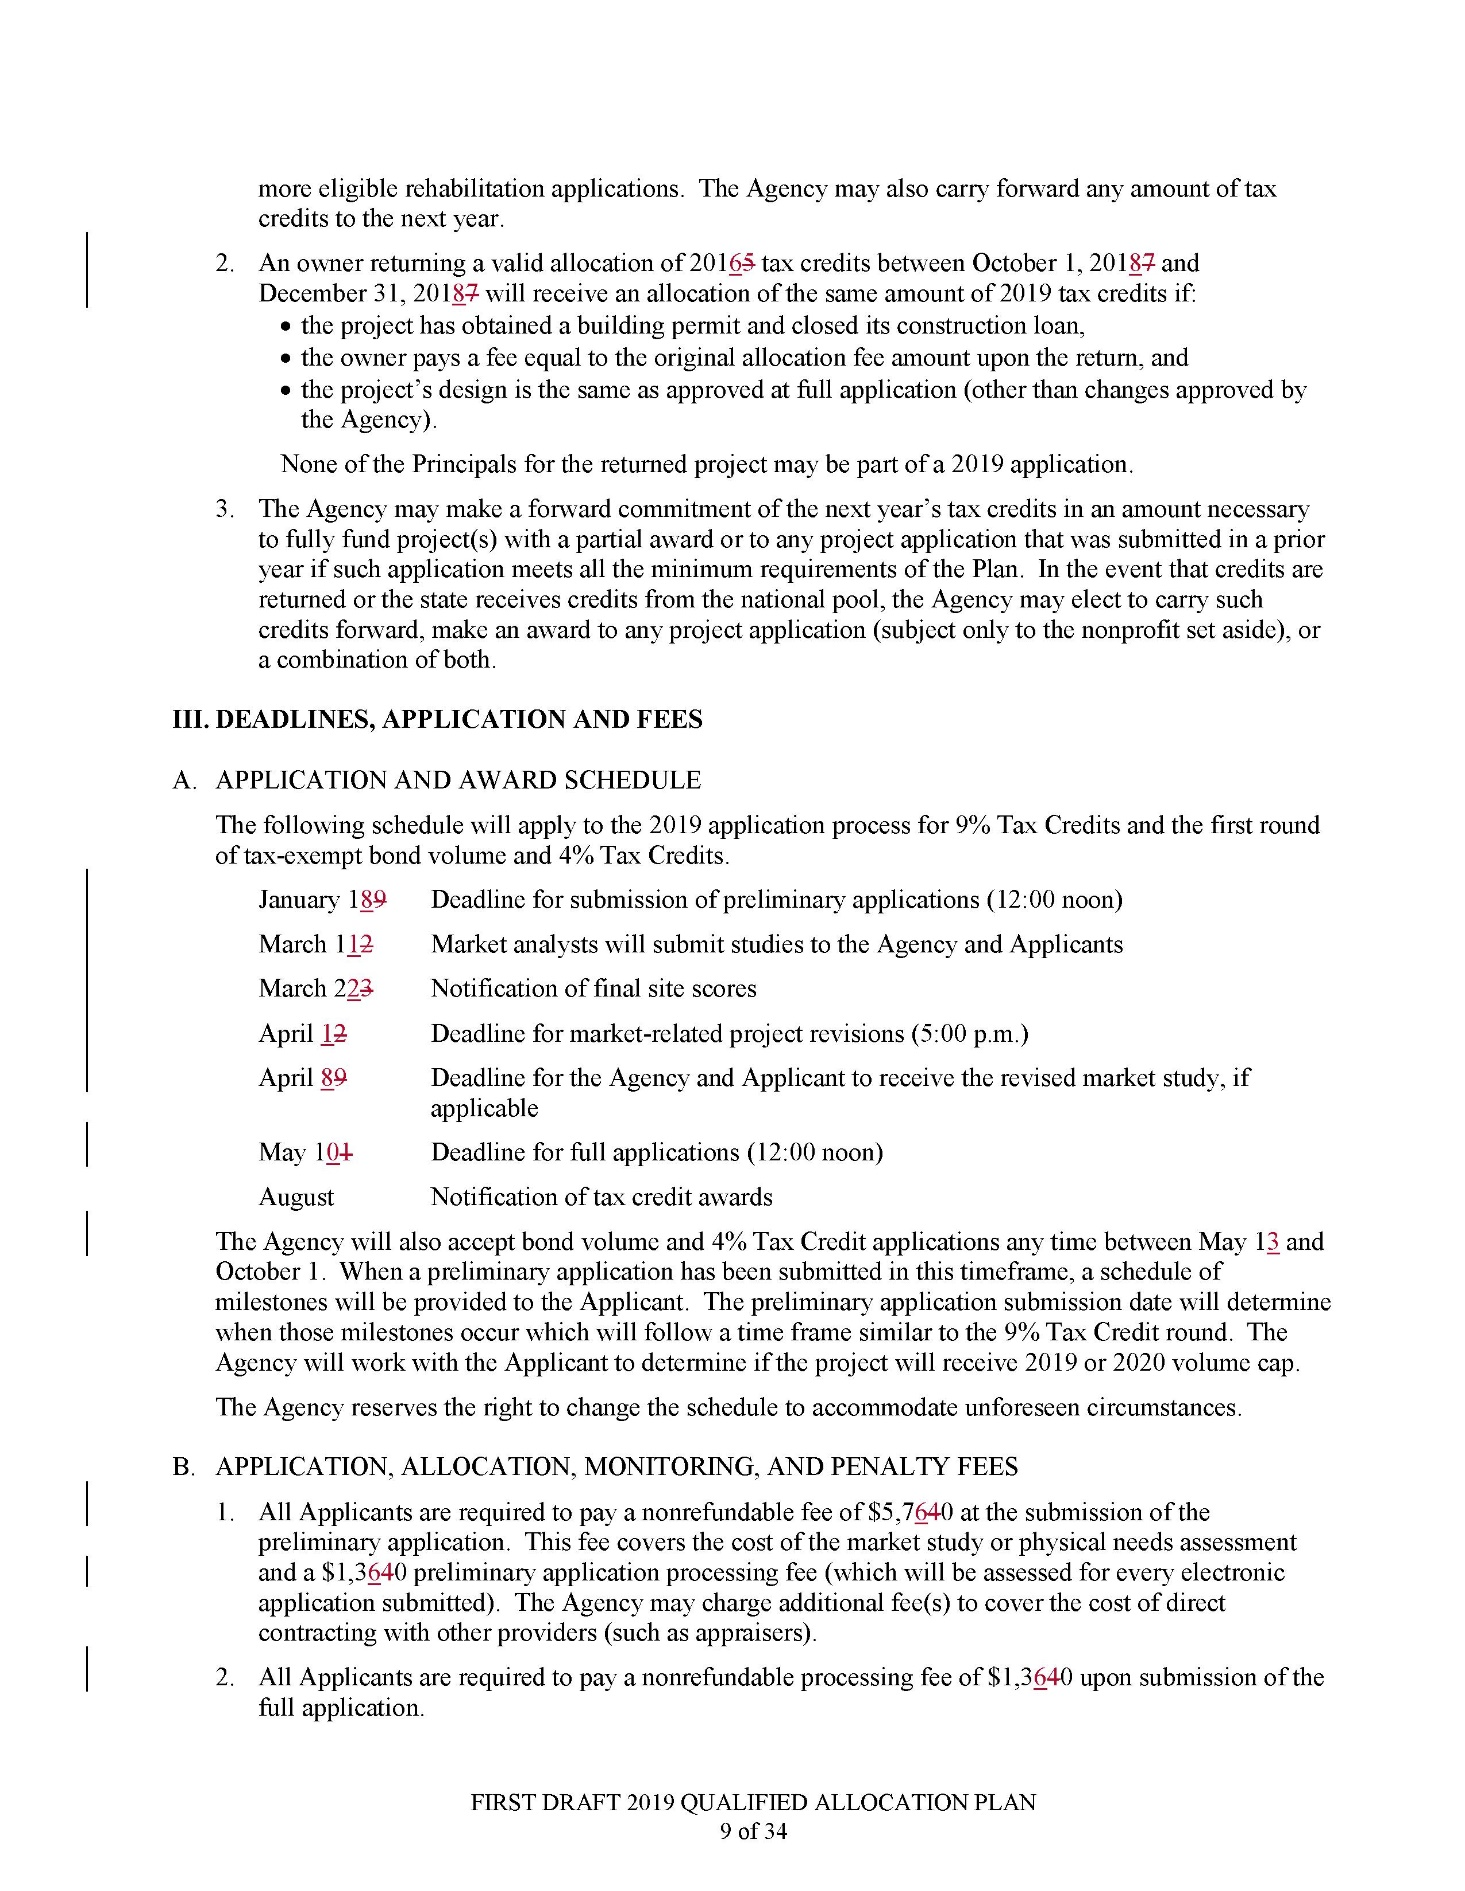 more eligible rehabilitation applications.  The Agency may also carry forward any amount of tax
credits to the next year.
2. An owner returning a valid allocation of 20165 tax credits between October 1, 20187 and
December 31, 20187 will receive an allocation of the same amount of 2019 tax credits if:
• the project has obtained a building permit and closed its construction loan,
• the owner pays a fee equal to the original allocation fee amount upon the return, and
• the project’s design is the same as approved at full application (other than changes approved by
the Agency).
None of the Principals for the returned project may be part of a 2019 application.
3. The Agency may make a forward commitment of the next year’s tax credits in an amount necessary
to fully fund project(s) with a partial award or to any project application that was submitted in a prior
year if such application meets all the minimum requirements of the Plan.  In the event that credits are
returned or the state receives credits from the national pool, the Agency may elect to carry such
credits forward, make an award to any project application (subject only to the nonprofit set aside), or
a combination of both.
III. DEADLINES, APPLICATION AND FEES
A. APPLICATION AND AWARD SCHEDULE
The following schedule will apply to the 2019 application process for 9% Tax Credits and the first round
of tax-exempt bond volume and 4% Tax Credits.
January 189 Deadline for submission of preliminary applications (12:00 noon)
March 112 Market analysts will submit studies to the Agency and Applicants
March 223 Notification of final site scores
April 12 Deadline for market-related project revisions (5:00 p.m.)
April 89 Deadline for the Agency and Applicant to receive the revised market study, if
applicable
May 101 Deadline for full applications (12:00 noon)
August Notification of tax credit awards
The Agency will also accept bond volume and 4% Tax Credit applications any time between May 13 and
October 1.  When a preliminary application has been submitted in this timeframe, a schedule of
milestones will be provided to the Applicant.  The preliminary application submission date will determine
when those milestones occur which will follow a time frame similar to the 9% Tax Credit round.  The
Agency will work with the Applicant to determine if the project will receive 2019 or 2020 volume cap.
The Agency reserves the right to change the schedule to accommodate unforeseen circumstances.
B. APPLICATION, ALLOCATION, MONITORING, AND PENALTY FEES
1. All Applicants are required to pay a nonrefundable fee of $5,7640 at the submission of the
preliminary application.  This fee covers the cost of the market study or physical needs assessment
and a $1,3640 preliminary application processing fee (which will be assessed for every electronic
application submitted).  The Agency may charge additional fee(s) to cover the cost of direct
contracting with other providers (such as appraisers).
2. All Applicants are required to pay a nonrefundable processing fee of $1,3640 upon submission of the
full application.
FIRST DRAFT 2019 QUALIFIED ALLOCATION PLAN
9 of 34